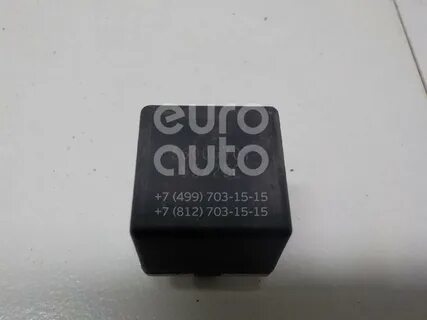 euro
auto
+7 (499) 703-15-15
+7 (812) 703-15-15